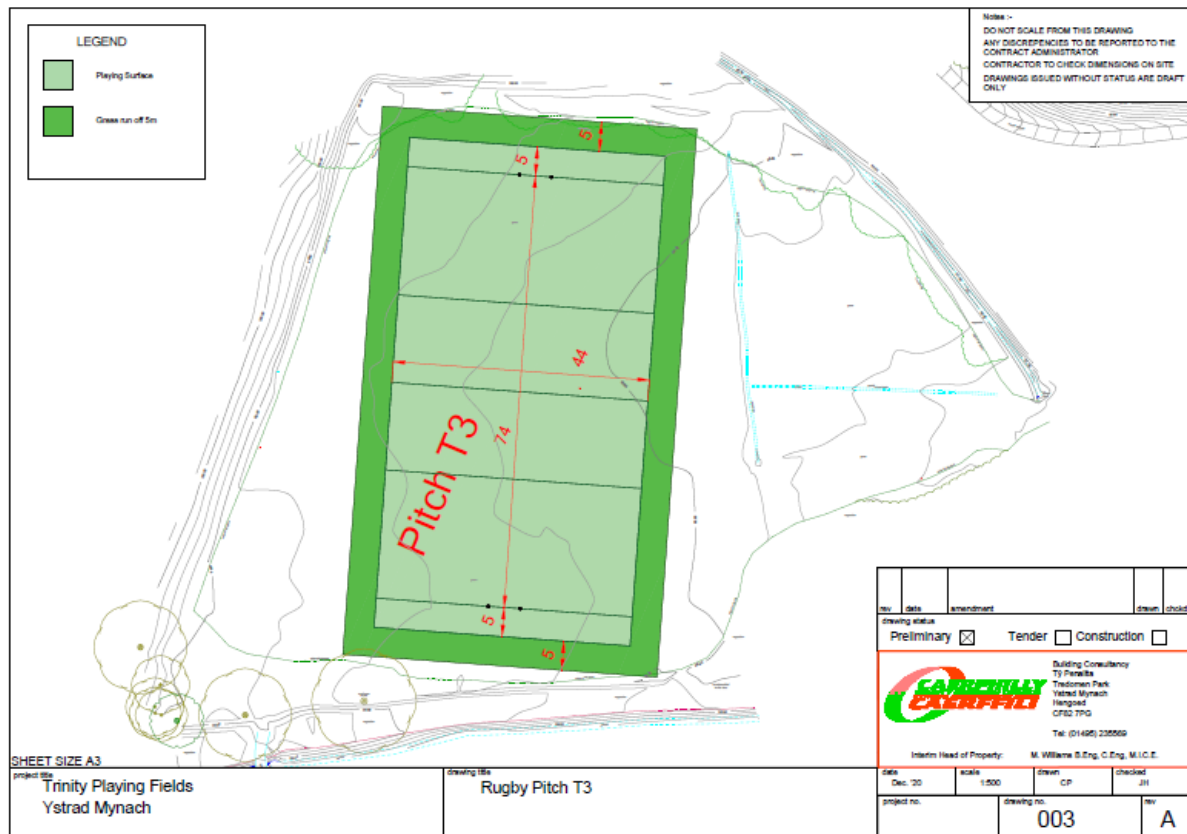 LEGEND
Playing Surface
Grass run off 5m
Notes :-
DO NOT SCALE FROM THIS DRAWING
ANY DISCREPENCIES TO BE REPORTED TO THE
CONTRACT ADMINISTRATOR
CONTRACTOR TO CHECK DIMENSIONS ON SITE
DRAWINGS ISSUED WITHOUT STATUS ARE DRAFT
ONLY
5
5
44
74
Pitch T3
5
5
rev date amendment drawn chckd
drawing status
Preliminary Tender Construction
CAERPHILLY
CAERFFILI
Building Consultancy
Tŷ Penallta
Tredomen Park
Ystrad Mynach
Hengoed
CF82 7PG
Tel: (01495) 235569
Interim Head of Property: M. Williams B.Eng, C.Eng, M.I.C.E.
SHEET SIZE A3
project title
Trinity Playing Fields
Ystrad Mynach
drawing title
Rugby Pitch T3
date scale drawn checked
Dec. '20 1:500 CP JH
project no. drawing no. rev
003 A